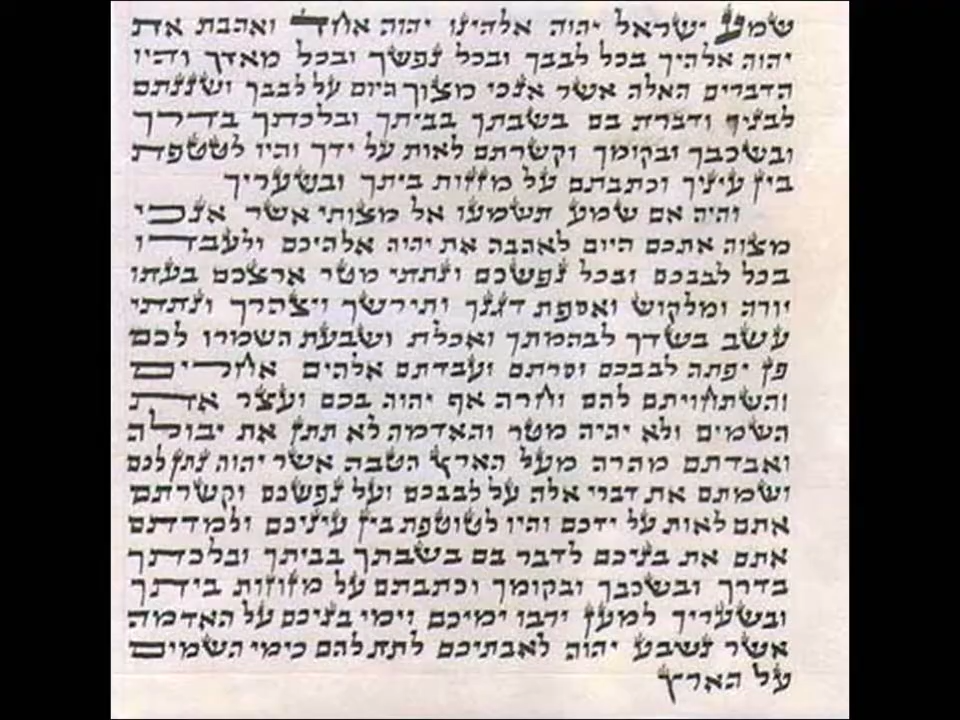 שמע ישראל יהוה אלהינו יהוה אחד ואהבת את
יהוה אלהיך בכל לבבך ובכל נפשך ובכל מאדך והיו
הדברים האלה אשר אנכי מצוך היום על לבבך ושננתם
לבניך ודברת בם בשבתך בביתך ובלכתך בדרך
ובשכבך ובקומך וקשרתם לאות על ידך והיו לטטפת
בין עיניך וכתבתם על מזזות ביתך ובשעריך
והיה אם שמע תשמעו אל מצותי אשר אנכי
מצוה אתכם היום לאהבה את יהוה אלהיכם ולעבדו
בכל לבבכם ובכל נפשכם ונתתי מטר ארצכם בעתו
יורה ומלקוש ואספת דגנך ותירשך ויצהרך ונתתי
עשב בשדך לבהמתך ואכלת ושבעת השמרו לכם
פן יפתה לבבכם וסרתם ועבדתם אלהים אחרים
והשתחויתם להם וחרה אף יהוה בכם ועצר את
השמים ולא יהיה מטר והאדמה לא תתן את יבולה
ואבדתם מהרה מעל הארץ הטבה אשר יהוה נתן לכם
ושמתם את דברי אלה על לבבכם ועל נפשכם וקשרתם
אתם לאות על ידכם והיו לטוטפת בין עיניכם ולמדתם
אתם את בניכם לדבר בם בשבתך בביתך ובלכתך
בדרך ובשכבך ובקומך וכתבתם על מזוזות ביתך
ובשעריך למען ירבו ימיכם וימי בניכם על האדמה
אשר נשבע יהוה לאבתיכם לתת להם כימי השמים
על הארץ